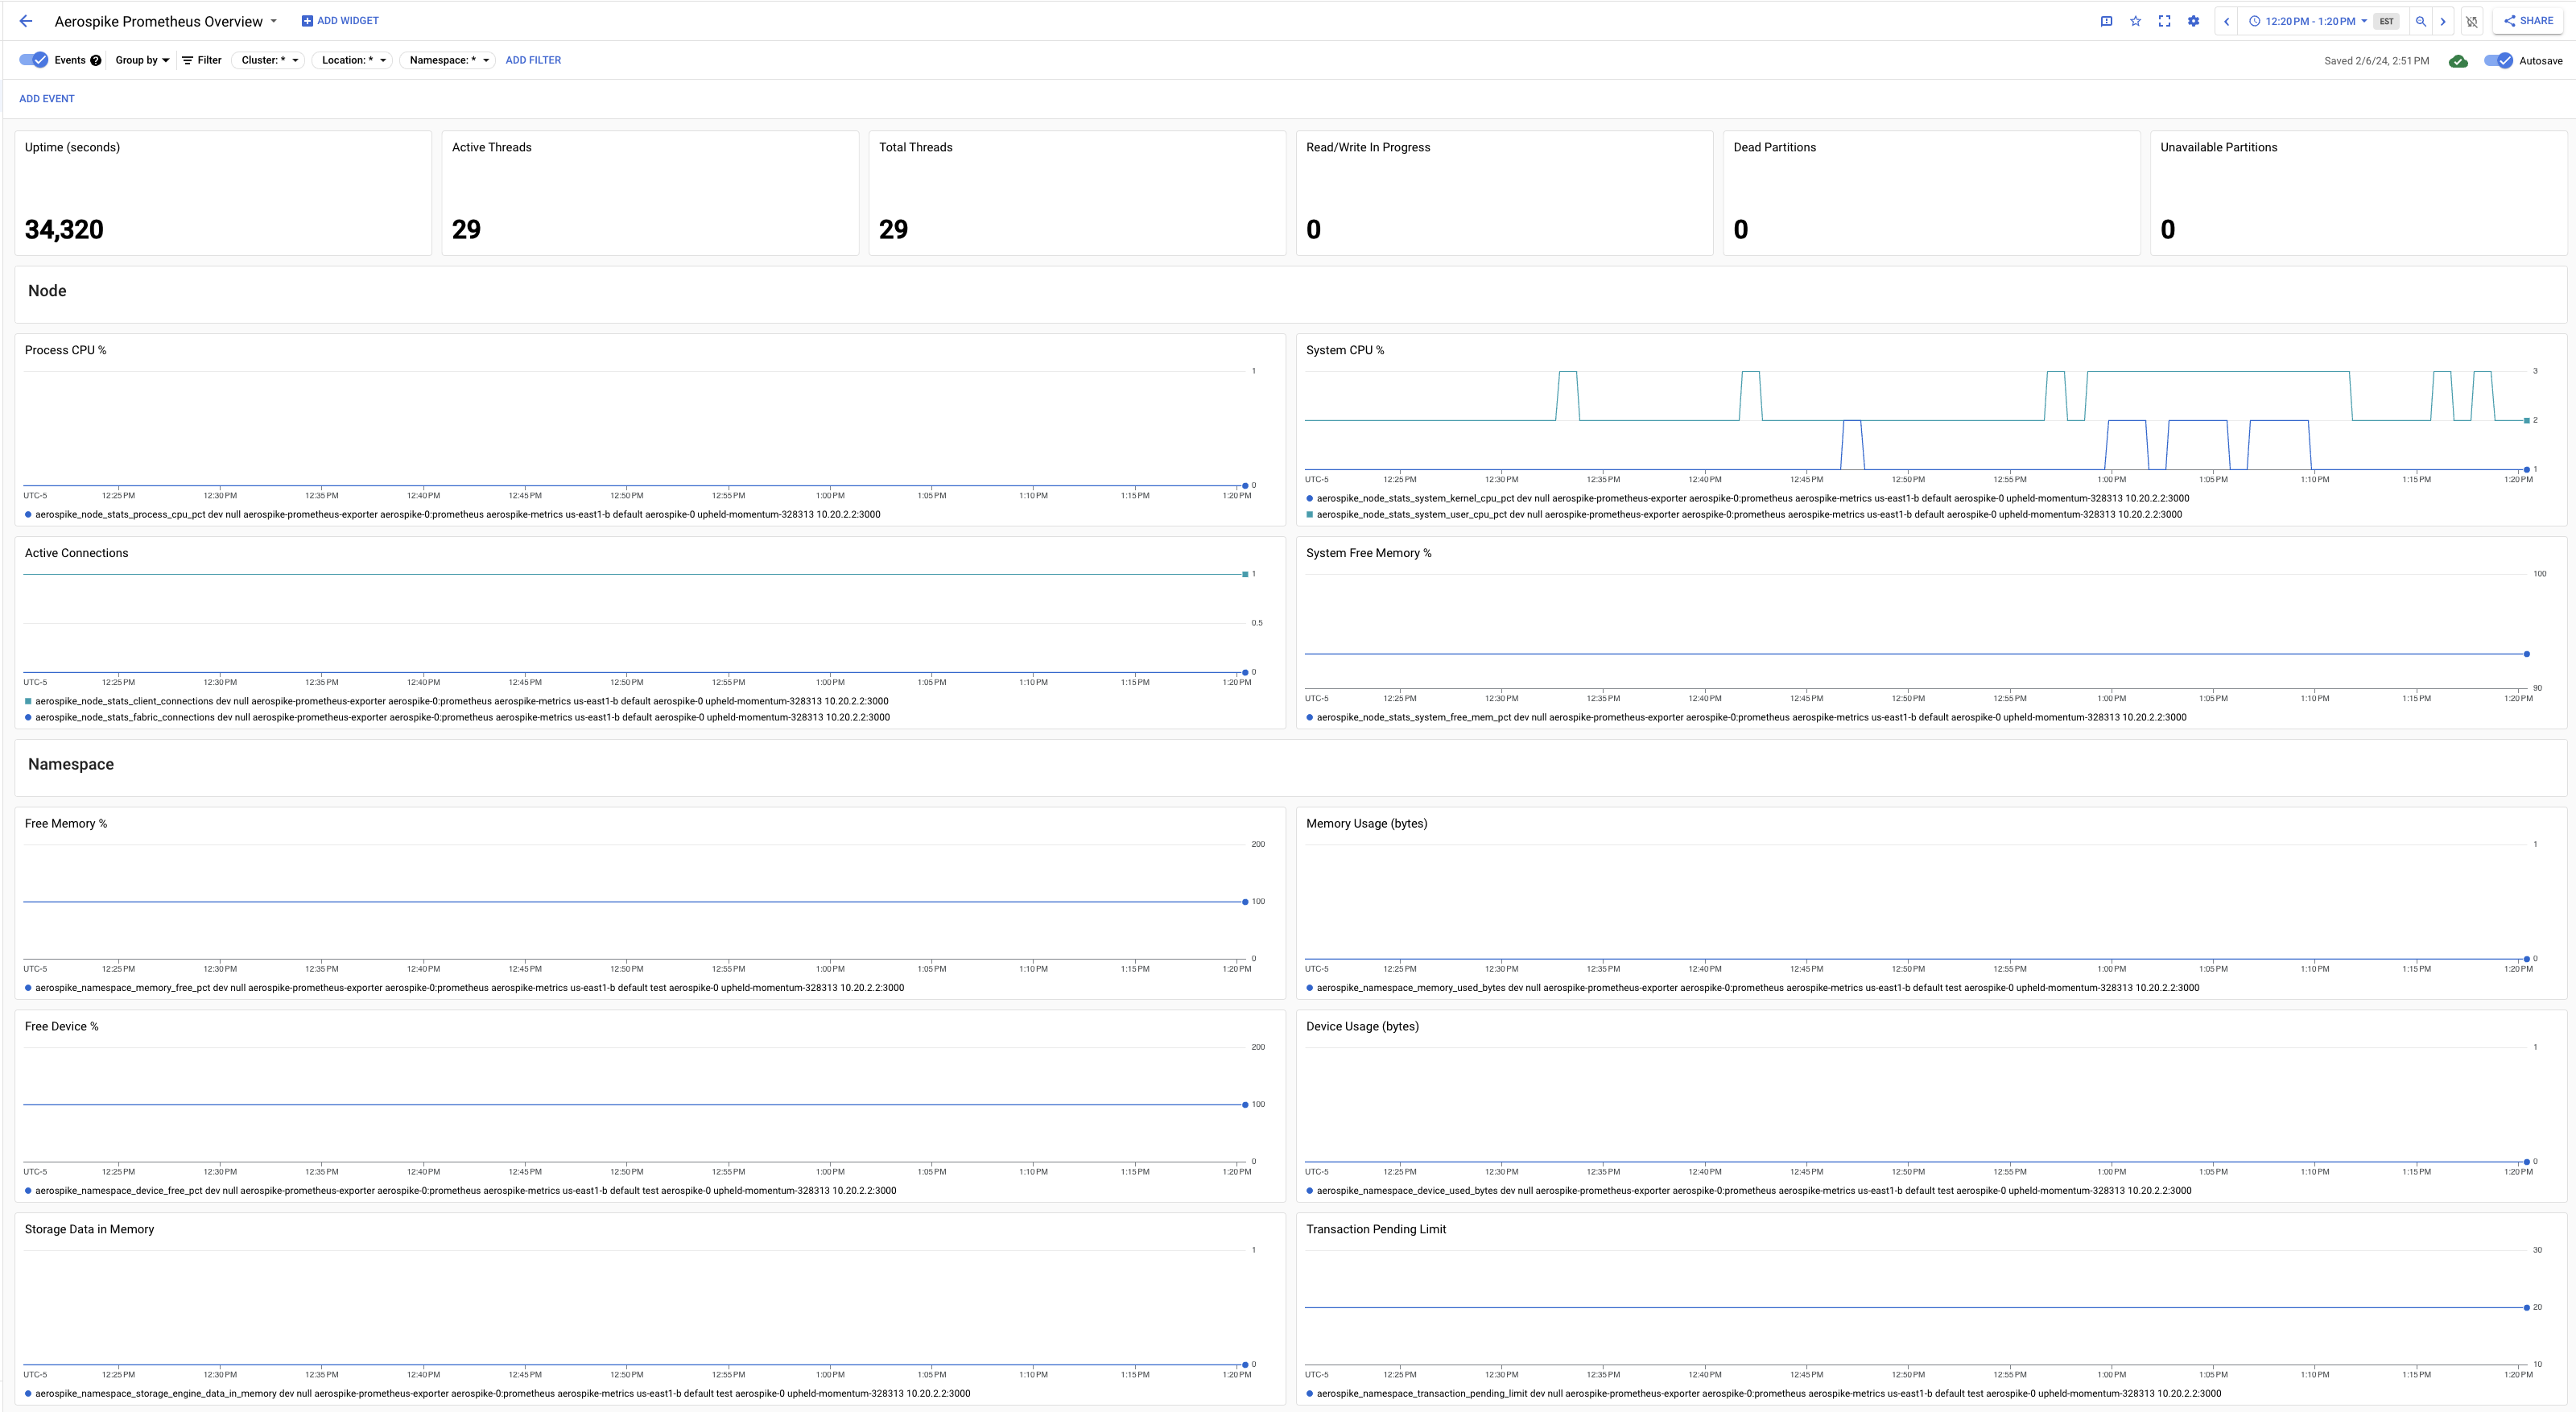 Aerospike Prometheus Overview
ADD WIDGET
12:20 PM - 1:20 PM
EST
SHARE
Events
Group by
Filter
Cluster: *
Location: *
Namespace: *
ADD FILTER
Saved 2/6/24, 2:51 PM
Autosave
ADD EVENT
Uptime (seconds)
34,320
Active Threads
29
Total Threads
29
Read/Write In Progress
0
Dead Partitions
0
Unavailable Partitions
0
Node
Process CPU %
1
0
UTC-5 12:25 PM 12:30 PM 12:35 PM 12:40 PM 12:45 PM 12:50 PM 12:55 PM 1:00 PM 1:05 PM 1:10 PM 1:15 PM 1:20 PM
aerospike_node_stats_process_cpu_pct dev null aerospike-prometheus-exporter aerospike-0:prometheus aerospike-metrics us-east1-b default aerospike-0 upheld-momentum-328313 10.20.2.2:3000
System CPU %
3
2
1
UTC-5 12:25 PM 12:30 PM 12:35 PM 12:40 PM 12:45 PM 12:50 PM 12:55 PM 1:00 PM 1:05 PM 1:10 PM 1:15 PM 1:20 PM
aerospike_node_stats_system_kernel_cpu_pct dev null aerospike-prometheus-exporter aerospike-0:prometheus aerospike-metrics us-east1-b default aerospike-0 upheld-momentum-328313 10.20.2.2:3000
aerospike_node_stats_system_user_cpu_pct dev null aerospike-prometheus-exporter aerospike-0:prometheus aerospike-metrics us-east1-b default aerospike-0 upheld-momentum-328313 10.20.2.2:3000
Active Connections
1
0.5
0
UTC-5 12:25 PM 12:30 PM 12:35 PM 12:40 PM 12:45 PM 12:50 PM 12:55 PM 1:00 PM 1:05 PM 1:10 PM 1:15 PM 1:20 PM
aerospike_node_stats_client_connections dev null aerospike-prometheus-exporter aerospike-0:prometheus aerospike-metrics us-east1-b default aerospike-0 upheld-momentum-328313 10.20.2.2:3000
aerospike_node_stats_fabric_connections dev null aerospike-prometheus-exporter aerospike-0:prometheus aerospike-metrics us-east1-b default aerospike-0 upheld-momentum-328313 10.20.2.2:3000
System Free Memory %
100
90
UTC-5 12:25 PM 12:30 PM 12:35 PM 12:40 PM 12:45 PM 12:50 PM 12:55 PM 1:00 PM 1:05 PM 1:10 PM 1:15 PM 1:20 PM
aerospike_node_stats_system_free_mem_pct dev null aerospike-prometheus-exporter aerospike-0:prometheus aerospike-metrics us-east1-b default aerospike-0 upheld-momentum-328313 10.20.2.2:3000
Namespace
Free Memory %
200
100
0
UTC-5 12:25 PM 12:30 PM 12:35 PM 12:40 PM 12:45 PM 12:50 PM 12:55 PM 1:00 PM 1:05 PM 1:10 PM 1:15 PM 1:20 PM
aerospike_namespace_memory_free_pct dev null aerospike-prometheus-exporter aerospike-0:prometheus aerospike-metrics us-east1-b default test aerospike-0 upheld-momentum-328313 10.20.2.2:3000
Memory Usage (bytes)
1
0
UTC-5 12:25 PM 12:30 PM 12:35 PM 12:40 PM 12:45 PM 12:50 PM 12:55 PM 1:00 PM 1:05 PM 1:10 PM 1:15 PM 1:20 PM
aerospike_namespace_memory_used_bytes dev null aerospike-prometheus-exporter aerospike-0:prometheus aerospike-metrics us-east1-b default test aerospike-0 upheld-momentum-328313 10.20.2.2:3000
Free Device %
200
100
0
UTC-5 12:25 PM 12:30 PM 12:35 PM 12:40 PM 12:45 PM 12:50 PM 12:55 PM 1:00 PM 1:05 PM 1:10 PM 1:15 PM 1:20 PM
aerospike_namespace_device_free_pct dev null aerospike-prometheus-exporter aerospike-0:prometheus aerospike-metrics us-east1-b default test aerospike-0 upheld-momentum-328313 10.20.2.2:3000
Device Usage (bytes)
1
0
UTC-5 12:25 PM 12:30 PM 12:35 PM 12:40 PM 12:45 PM 12:50 PM 12:55 PM 1:00 PM 1:05 PM 1:10 PM 1:15 PM 1:20 PM
aerospike_namespace_device_used_bytes dev null aerospike-prometheus-exporter aerospike-0:prometheus aerospike-metrics us-east1-b default test aerospike-0 upheld-momentum-328313 10.20.2.2:3000
Storage Data in Memory
1
0
UTC-5 12:25 PM 12:30 PM 12:35 PM 12:40 PM 12:45 PM 12:50 PM 12:55 PM 1:00 PM 1:05 PM 1:10 PM 1:15 PM 1:20 PM
aerospike_namespace_storage_engine_data_in_memory dev null aerospike-prometheus-exporter aerospike-0:prometheus aerospike-metrics us-east1-b default test aerospike-0 upheld-momentum-328313 10.20.2.2:3000
Transaction Pending Limit
30
20
10
UTC-5 12:25 PM 12:30 PM 12:35 PM 12:40 PM 12:45 PM 12:50 PM 12:55 PM 1:00 PM 1:05 PM 1:10 PM 1:15 PM 1:20 PM
aerospike_namespace_transaction_pending_limit dev null aerospike-prometheus-exporter aerospike-0:prometheus aerospike-metrics us-east1-b default test aerospike-0 upheld-momentum-328313 10.20.2.2:3000